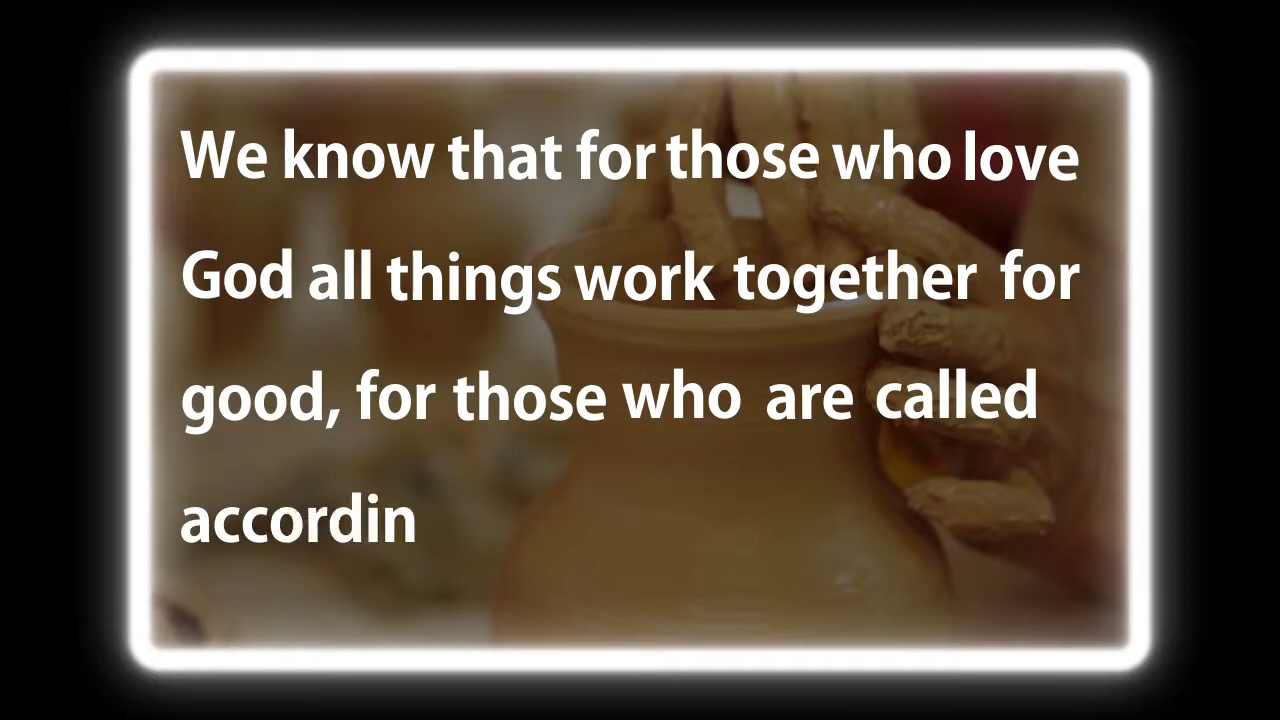 We know that for those who love
God all things work together for
good, for those who are called
accordin